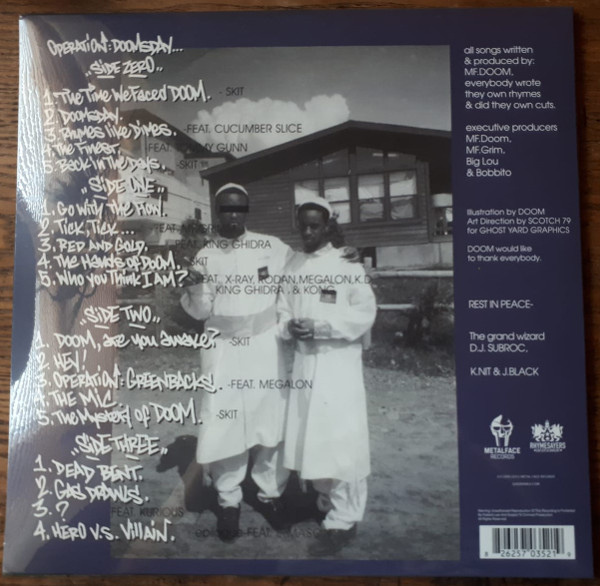 OPERATION: DOOMSDAY...
,,SIDE ZERO,,
1. The Time We Faced DOOM. - SKIT
2. Doomsday.
3. Rhymes Like Dimes. -FEAT. CUCUMBER SLICE
4. The Finest. GUNN
5. Back in the Days. -SKIT
,,SIDE ONE,,
1. Go With The Flow.
2. Tick, Tick...
3. Red and Gold. FEAT. KING GHIDRA
4. The Hands of DOOM. -SKIT
5. Who you Think I AM? -FEAT. X-RAY, RODAN, MEGALON, K.D.
KING GHIDRA . & KONG.
,,SIDE TWO,,
1. DOOM, are you awake? -SKIT
2. HEY!
3. OPERATION: GREENBACKS. -FEAT. MEGALON
4. THE MIC.
5. The Mystery of DOOM. -SKIT
,,SIDE THREE,,
1. DEAD BENT.
2. GAS DRAWLS.
3. ?
FEAT. KURIOUS
4. HERO V.S. VILLAIN.
all songs written
& produced by:
MF.DOOM.
everybody wrote
they own rhymes
& did they own cuts.
executive producers
MF.Doom.
MF.Grim.
Big Lou
& Bobbito
Illustration by DOOM
Art Direction by SCOTCH 79
for GHOST YARD GRAPHICS
DOOM would like
to thank everybody.
REST IN PEACE-
The grand wizard
D.J. SUBROC.
K.NIT & J.BLACK
METALFACE
RECORDS
RHYMESAYERS
8 26257 03521